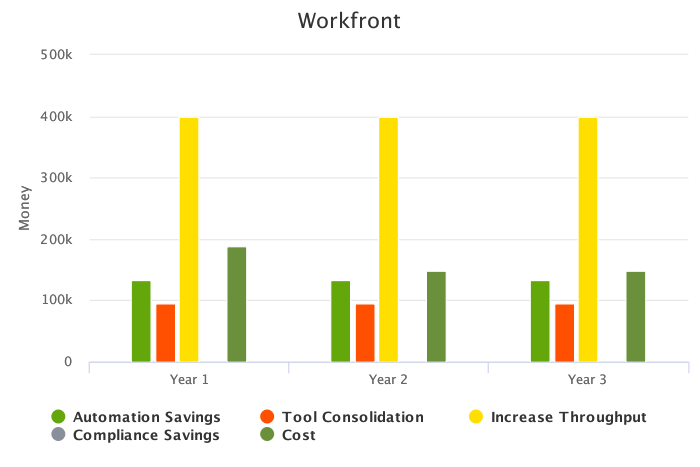 Workfront
500k
400k
300k
200k
100k
0
Money
Year 1 Year 2 Year 3
Automation Savings Tool Consolidation Increase Throughput
Compliance Savings Cost